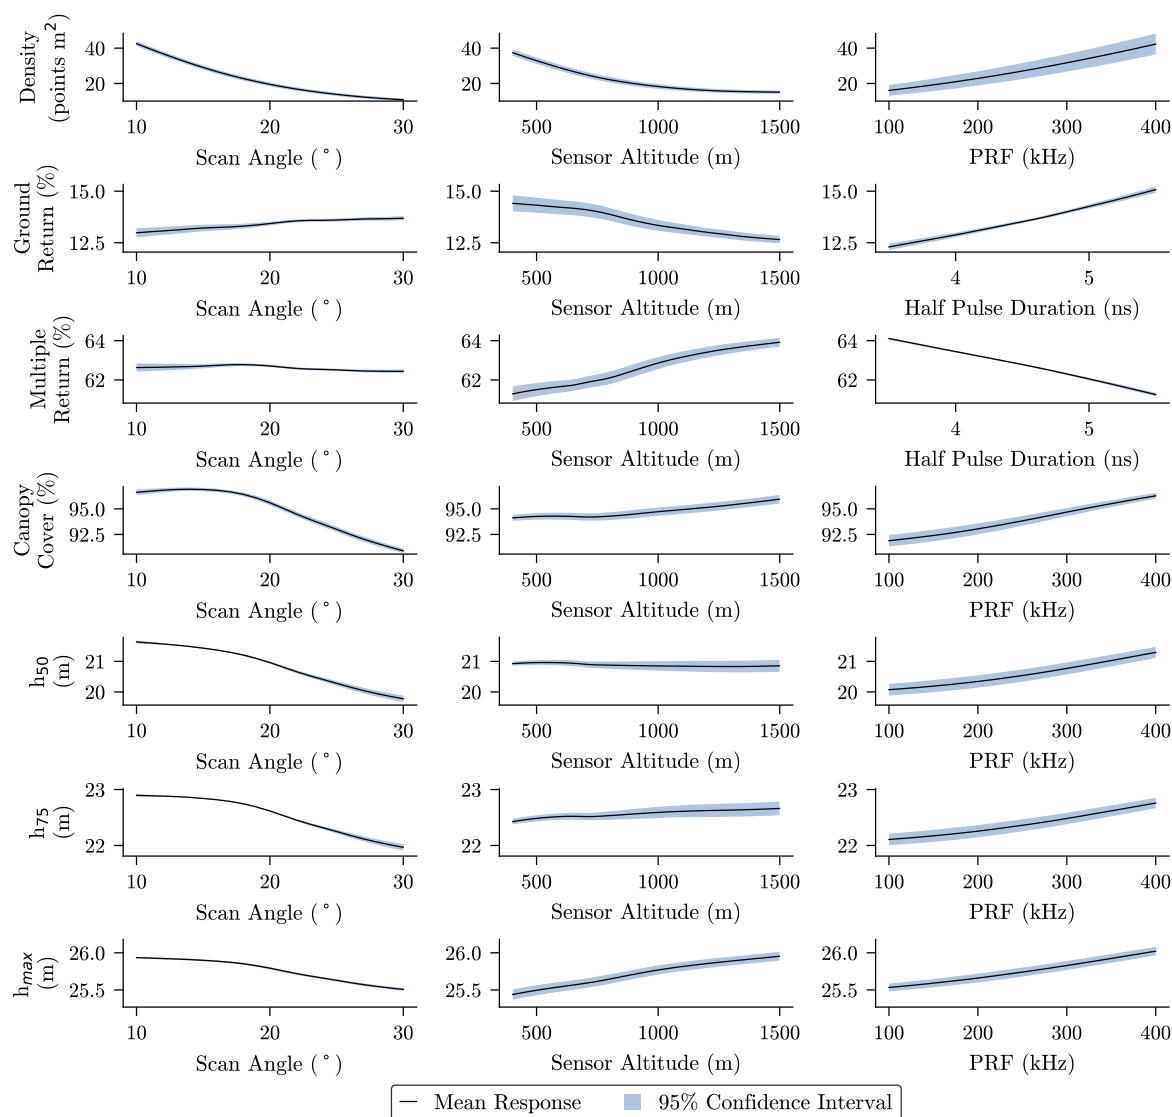 Density
(points m²)
40
20
10
20
30
Scan Angle (°)
40
20
500
1000
1500
Sensor Altitude (m)
40
20
100
200
300
400
PRF (kHz)
Ground
Return (%)
15.0
12.5
10
20
30
Scan Angle (°)
15.0
12.5
500
1000
1500
Sensor Altitude (m)
15.0
12.5
4
5
Half Pulse Duration (ns)
Multiple
Return (%)
64
62
10
20
30
Scan Angle (°)
64
62
500
1000
1500
Sensor Altitude (m)
64
62
4
5
Half Pulse Duration (ns)
Canopy
Cover (%)
95.0
92.5
10
20
30
Scan Angle (°)
95.0
92.5
500
1000
1500
Sensor Altitude (m)
95.0
92.5
100
200
300
400
PRF (kHz)
h50
(m)
21
20
10
20
30
Scan Angle (°)
21
20
500
1000
1500
Sensor Altitude (m)
21
20
100
200
300
400
PRF (kHz)
h75
(m)
23
22
10
20
30
Scan Angle (°)
23
22
500
1000
1500
Sensor Altitude (m)
23
22
100
200
300
400
PRF (kHz)
hmax
(m)
26.0
25.5
10
20
30
Scan Angle (°)
26.0
25.5
500
1000
1500
Sensor Altitude (m)
26.0
25.5
100
200
300
400
PRF (kHz)
Mean Response
95% Confidence Interval